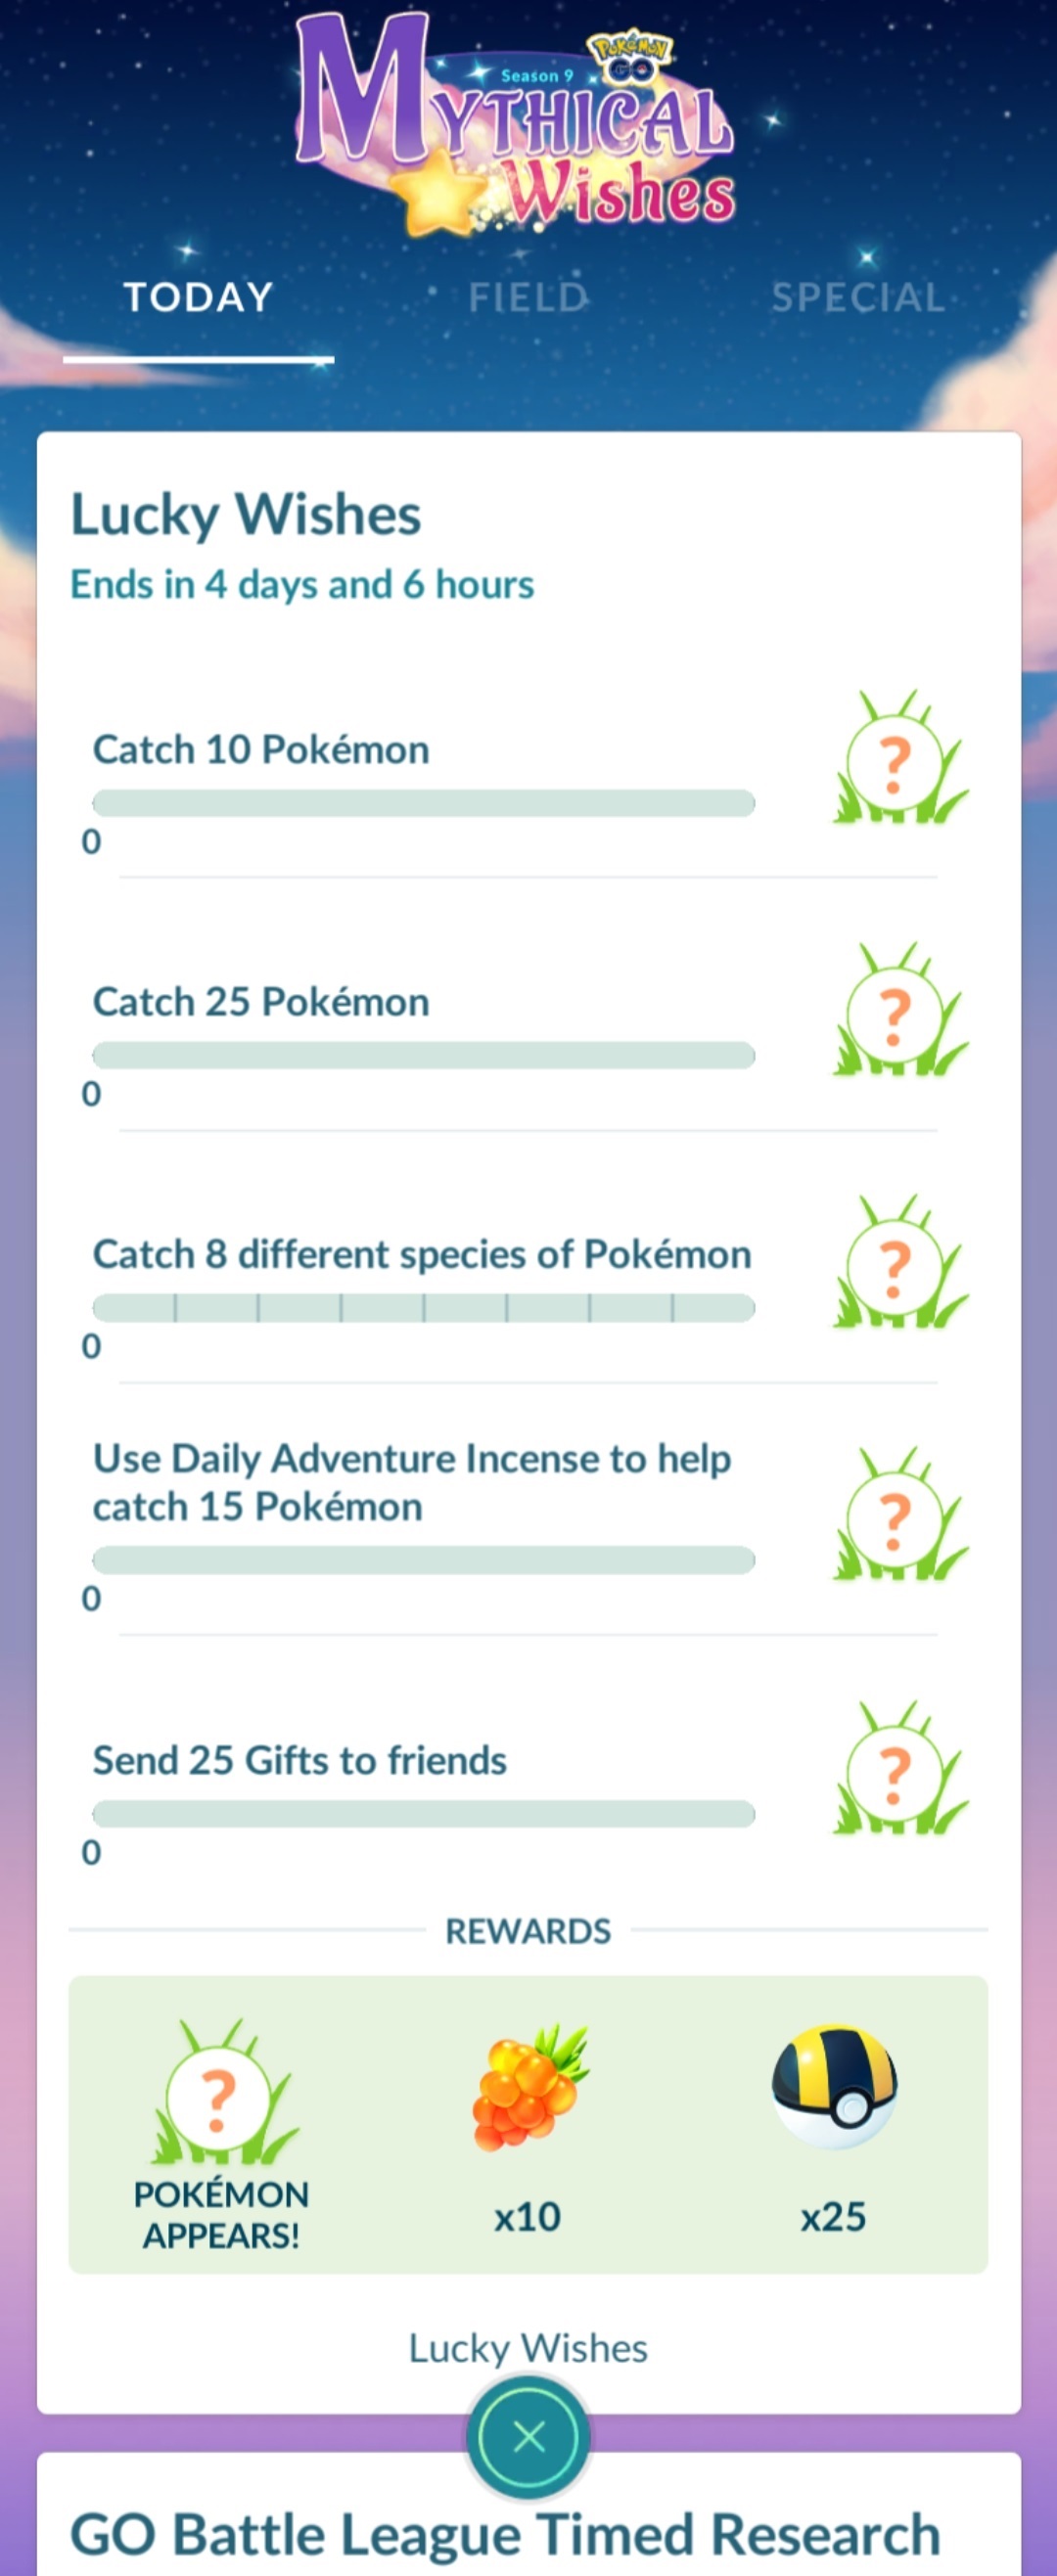 Pokémon
GO
Season 9
MYTHICAL
Wishes
TODAY
FIELD
SPECIAL
Lucky Wishes
Ends in 4 days and 6 hours
Catch 10 Pokémon
?
0
Catch 25 Pokémon
?
0
Catch 8 different species of Pokémon
?
0
Use Daily Adventure Incense to help
catch 15 Pokémon
?
0
Send 25 Gifts to friends
?
0
REWARDS
?
POKÉMON
APPEARS!
x10
x25
Lucky Wishes
GO Battle League Timed Research